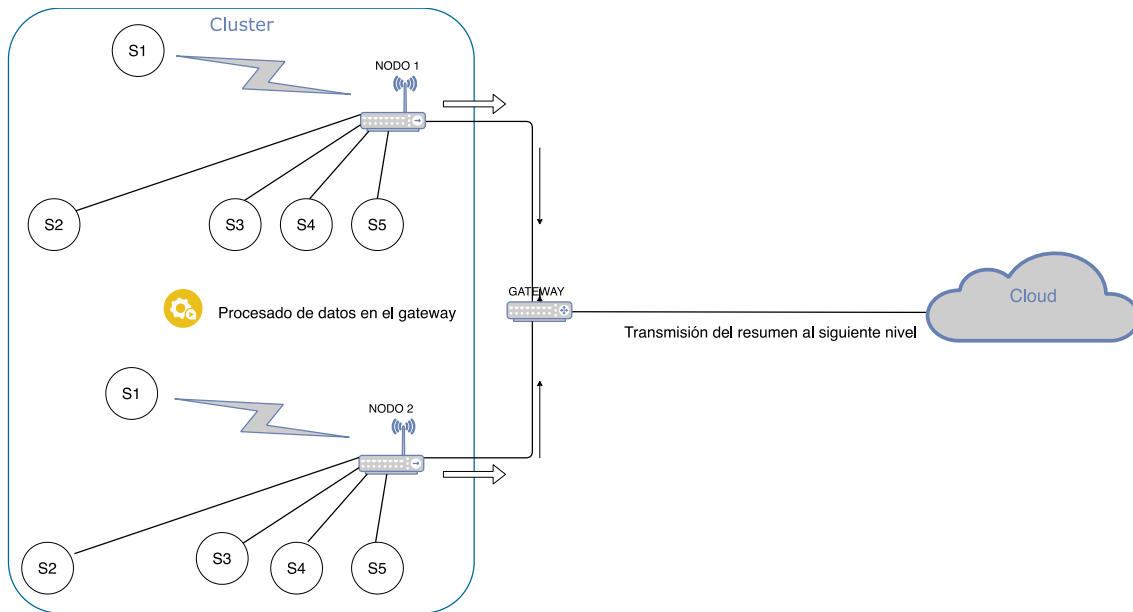 Cluster
S1
NODO 1
S2
S3
S4
S5
GATEWAY
Procesado de datos en el gateway
Cloud
Transmisión del resumen al siguiente nivel
S1
NODO 2
S2
S3
S4
S5